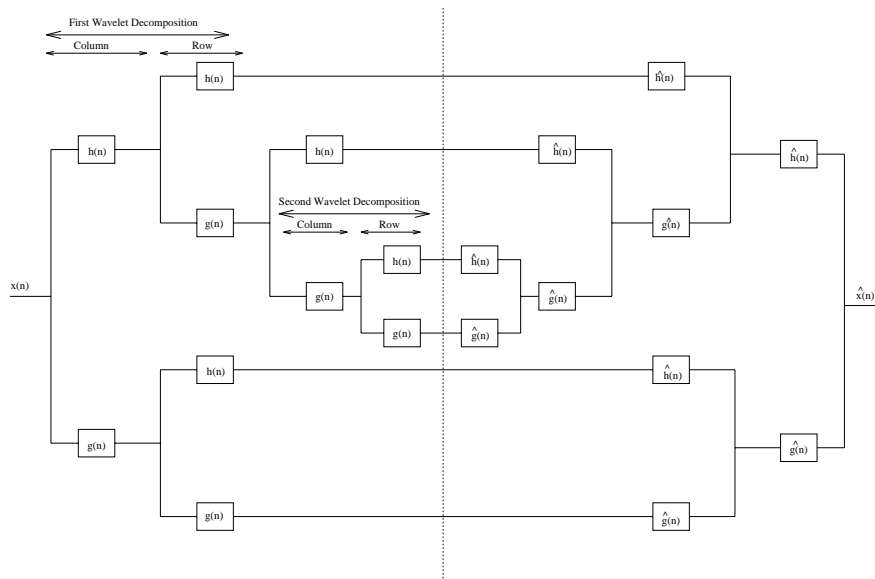 First Wavelet Decomposition
Column Row
h(n) ĥ(n)
h(n) h(n) ĥ(n) ĥ(n)
Second Wavelet Decomposition
g(n) Column Row ĝ(n)
h(n) ĥ(n)
x(n) g(n) ĝ(n) x̂(n)
g(n) ĝ(n)
h(n) ĥ(n)
g(n) ĝ(n)
g(n) ĝ(n)